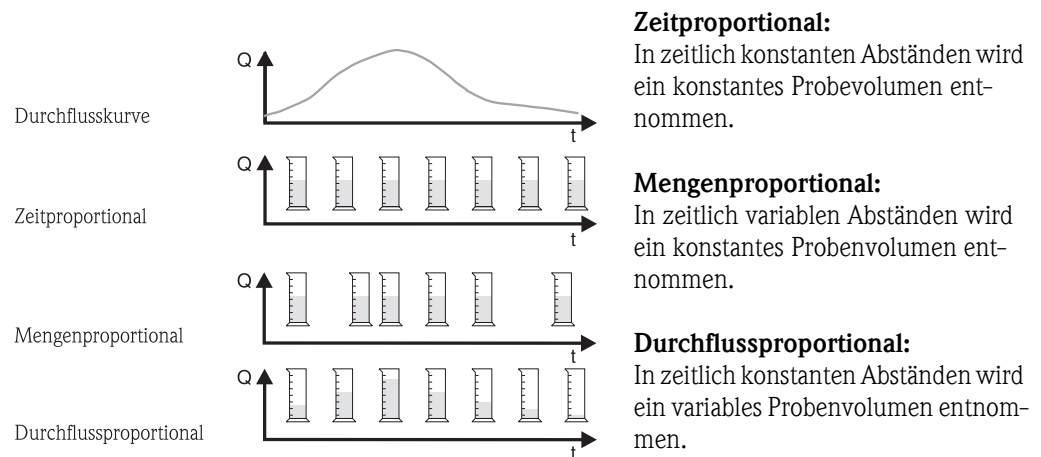 Q
Durchflusskurve
t
Q
Zeitproportional
t
Q
Mengenproportional
t
Q
Durchflussproportional
t
Zeitproportional:
In zeitlich konstanten Abständen wird
ein konstantes Probevolumen ent-
nommen.
Mengenproportional:
In zeitlich variablen Abständen wird
ein konstantes Probenvolumen ent-
nommen.
Durchflussproportional:
In zeitlich konstanten Abständen wird
ein variables Probenvolumen entnom-
men.